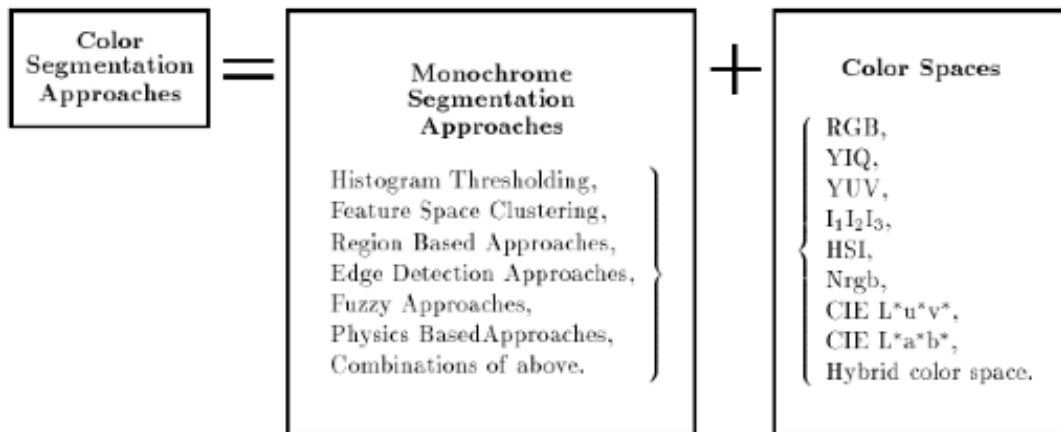 Color
Segmentation
Approaches
=
Monochrome
Segmentation
Approaches
Histogram Thresholding,
Feature Space Clustering,
Region Based Approaches,
Edge Detection Approaches,
Fuzzy Approaches,
Physics BasedApproaches,
Combinations of above.
+
Color Spaces
RGB,
YIQ,
YUV,
I₁I₂I₃,
HSI,
Nrgb,
CIE L*u*v*,
CIE L*a*b*,
Hybrid color space.